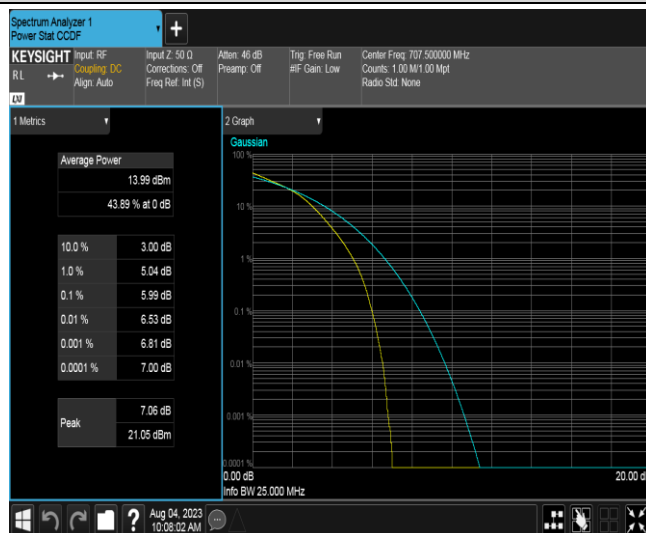 Spectrum Analyzer 1
Power Stat CCDF
KEYSIGHT
RL
LXI
Input: RF
Coupling: DC
Align: Auto
Input Z: 50 Ω
Corrections: Off
Freq Ref: Int (S)
Atten: 46 dB
Preamp: Off
Trig: Free Run
#IF Gain: Low
Center Freq: 707.500000 MHz
Counts: 1.00 M/1.00 Mpt
Radio Std: None
1 Metrics
Average Power
13.99 dBm
43.89 % at 0 dB
10.0 % 3.00 dB
1.0 % 5.04 dB
0.1 % 5.99 dB
0.01 % 6.53 dB
0.001 % 6.81 dB
0.0001 % 7.00 dB
Peak
7.06 dB
21.05 dBm
2 Graph
Gaussian
100 %
10 %
1 %
0.1 %
0.01 %
0.001 %
0.0001 %
0.00 dB
20.00 d
Info BW 25.000 MHz
?
Aug 04, 2023
10:08:02 AM